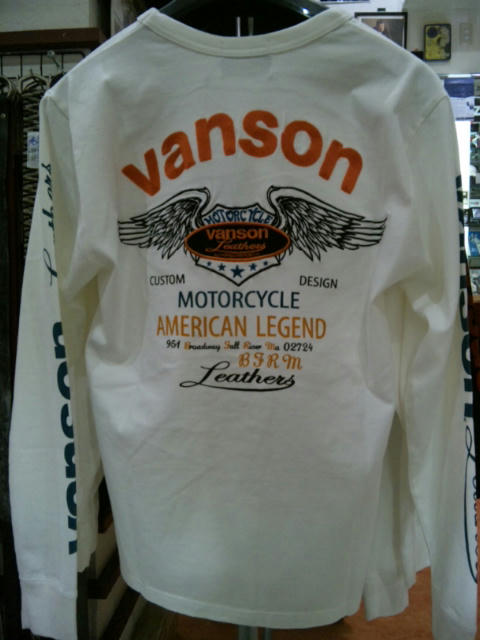 vanson
MOTORCYCLE
vanson
Leathers
CUSTOM DESIGN
MOTORCYCLE
AMERICAN LEGEND
951 Broadway Fall River Ma 02724
BFRM
Leathers
vanson